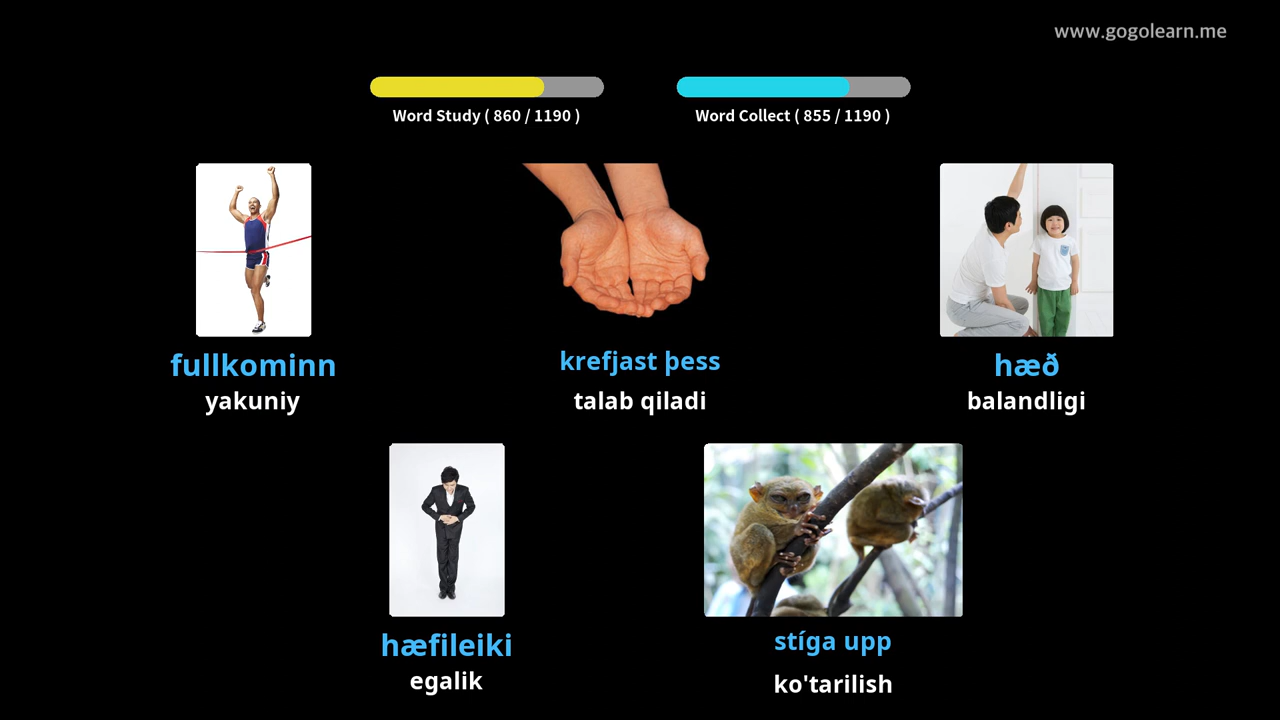 www.gogolearn.me
Word Study ( 860 / 1190 )
Word Collect ( 855 / 1190 )
fullkominn
yakuniy
krefjast þess
talab qiladi
hæð
balandligi
hæfileiki
egalik
stíga upp
ko'tarilish